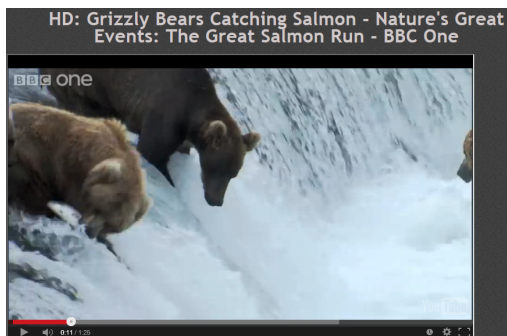 HD: Grizzly Bears Catching Salmon - Nature's Great
Events: The Great Salmon Run - BBC One
BBC one
YouTube
0:11 / 1:26